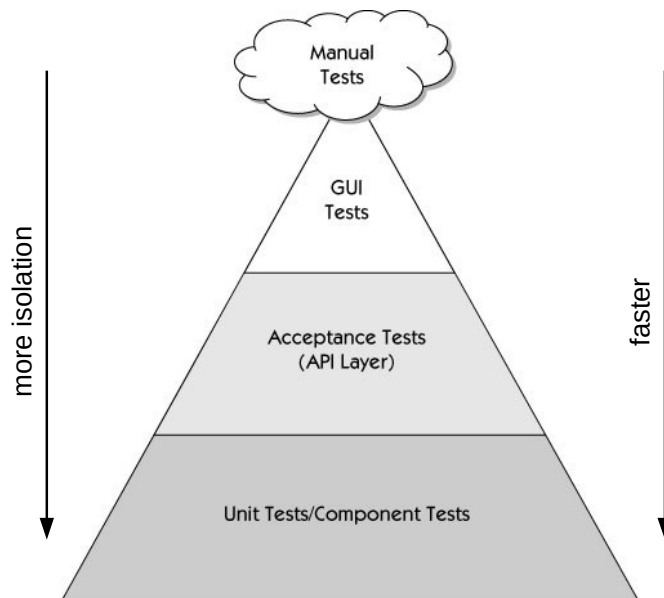 Manual
Tests
GUI
Tests
more isolation
faster
Acceptance Tests
(API Layer)
Unit Tests/Component Tests